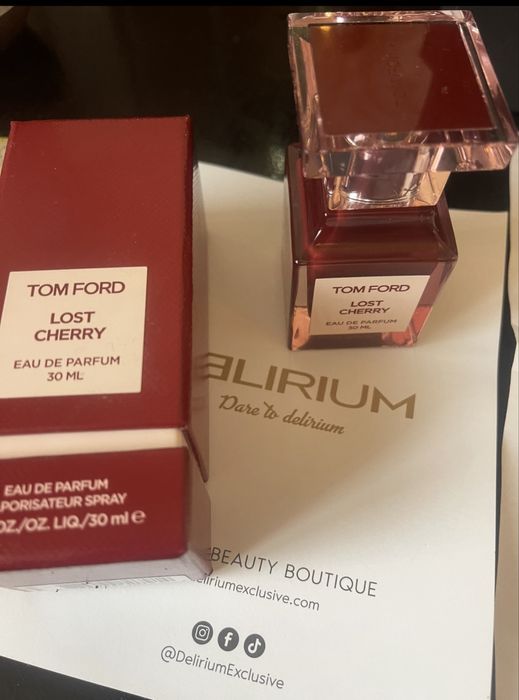 TOM FORD
LOST
CHERRY
EAU DE PARFUM
30 ML
EAU DE PARFUM
PORISATEUR SPRAY
OZ./OZ. LIQ./30 ml e
TOM FORD
LOST
CHERRY
EAU DE PARFUM
30 ML
ELIRIUM
Dare to delirium
BEAUTY BOUTIQUE
eliriumexclusive.com
@DeliriumExclusive